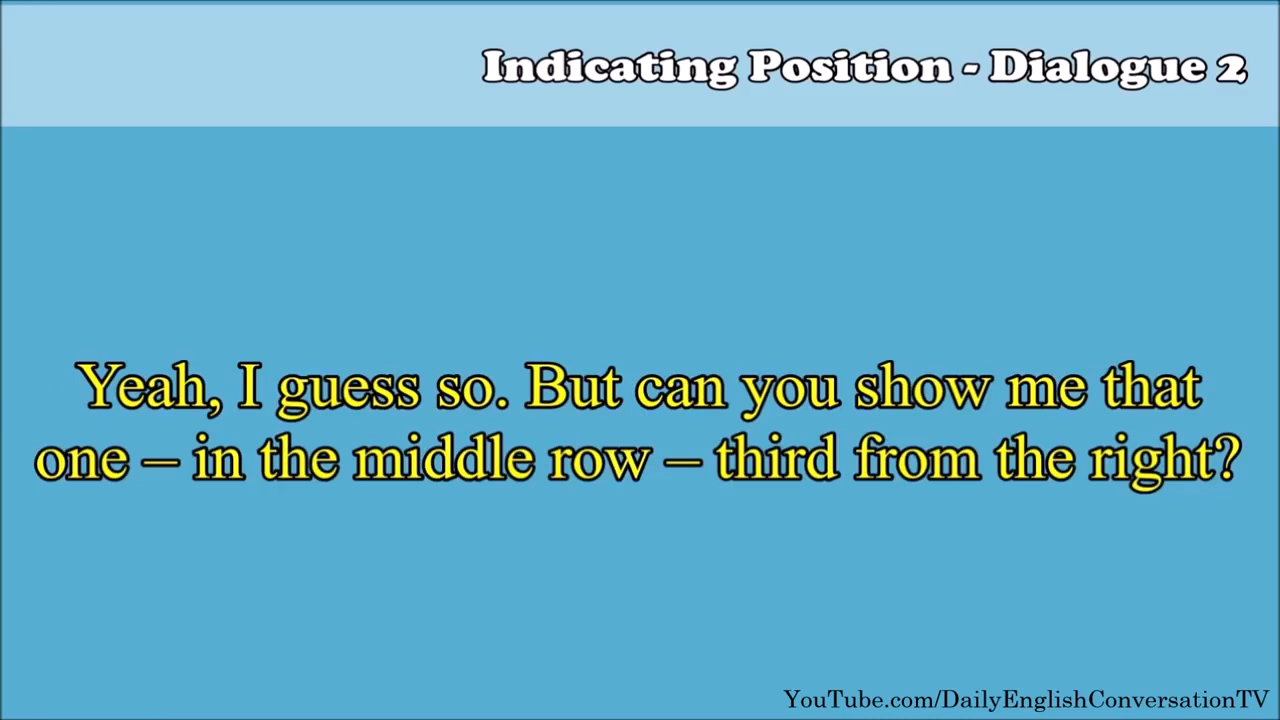 Indicating Position - Dialogue 2
Yeah, I guess so. But can you show me that
one – in the middle row – third from the right?
YouTube.com/DailyEnglishConversationTV